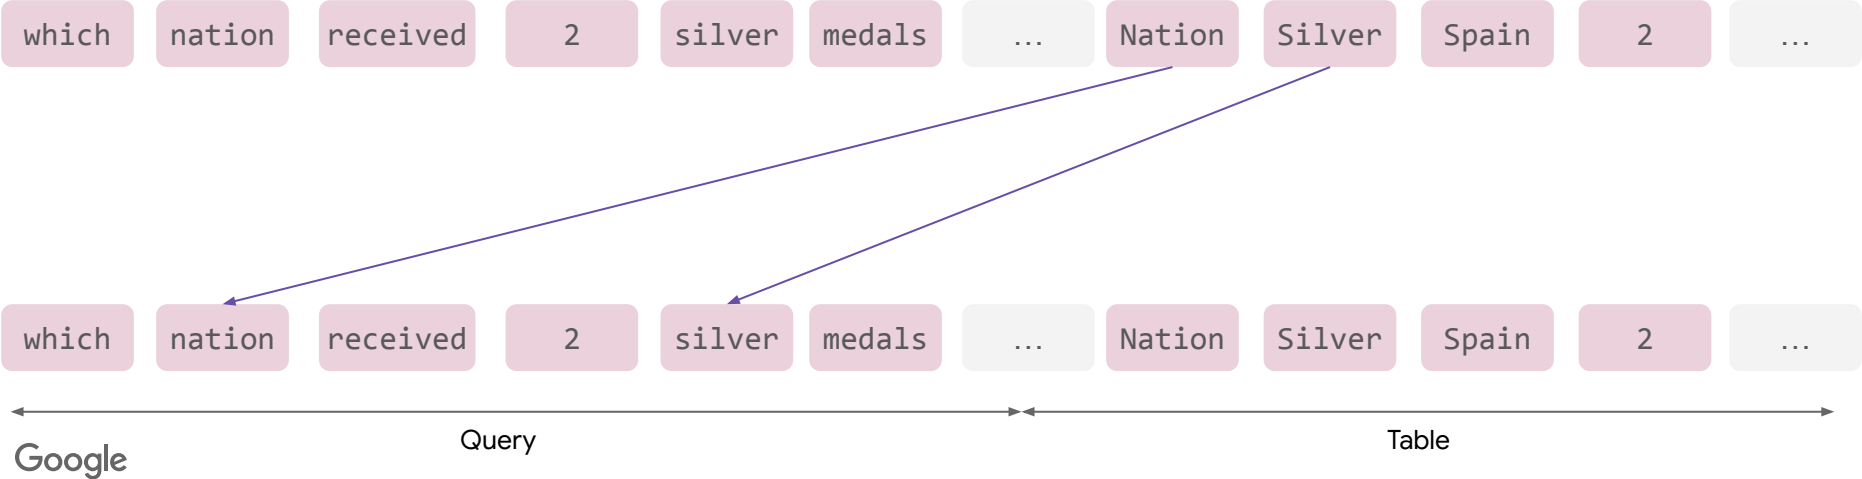 which nation received 2 silver medals ... Nation Silver Spain 2 ...
which nation received 2 silver medals ... Nation Silver Spain 2 ...
Query Table
Google